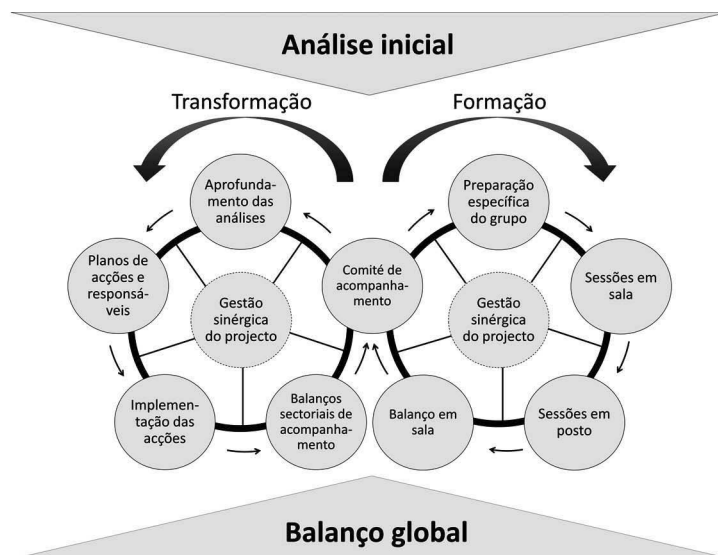 Análise inicial
Transformação
Formação
Aprofunda-
mento das
análises
Planos de
acções e
responsá-
veis
Gestão
sinérgica
do projecto
Implemen-
tação das
acções
Balanços
sectoriais de
acompanha-
mento
Comité de
acompanha-
mento
Preparação
específica
do grupo
Sessões em
sala
Gestão
sinérgica
do projecto
Sessões em
posto
Balanço em
sala
Balanço global